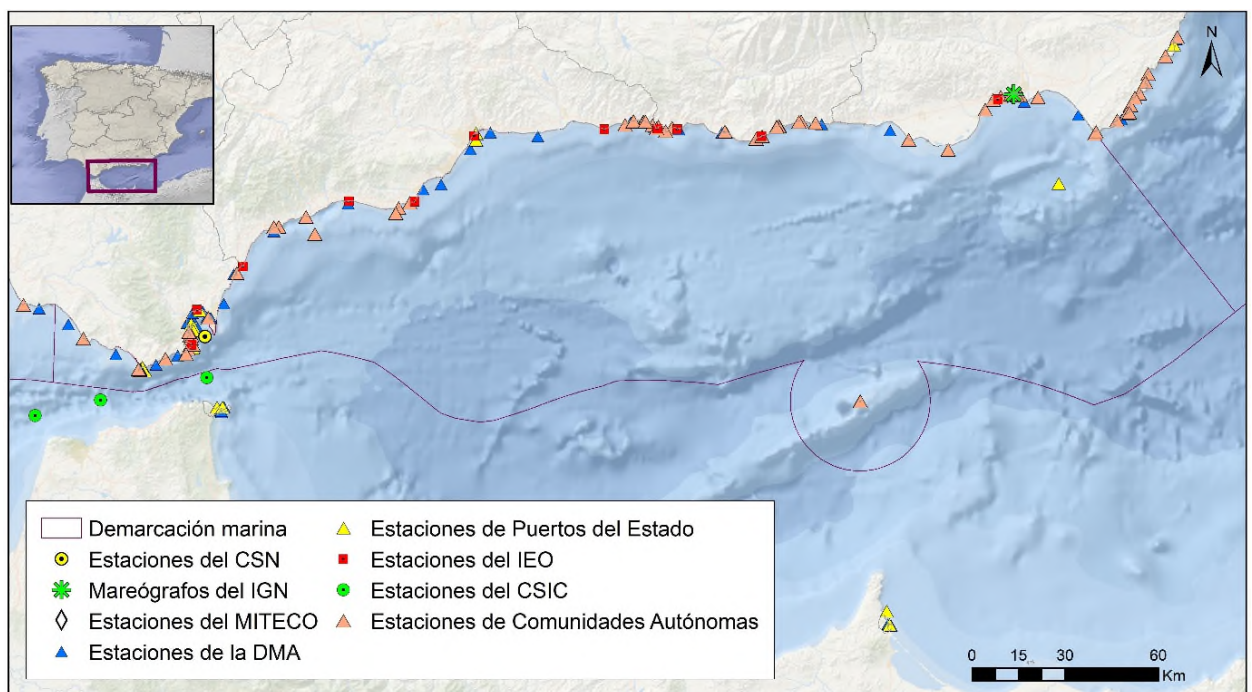 N
Demarcación marina
Estaciones del CSN
Mareógrafos del IGN
Estaciones del MITECO
Estaciones de la DMA
Estaciones de Puertos del Estado
Estaciones del IEO
Estaciones del CSIC
Estaciones de Comunidades Autónomas
0 15 30 60
Km